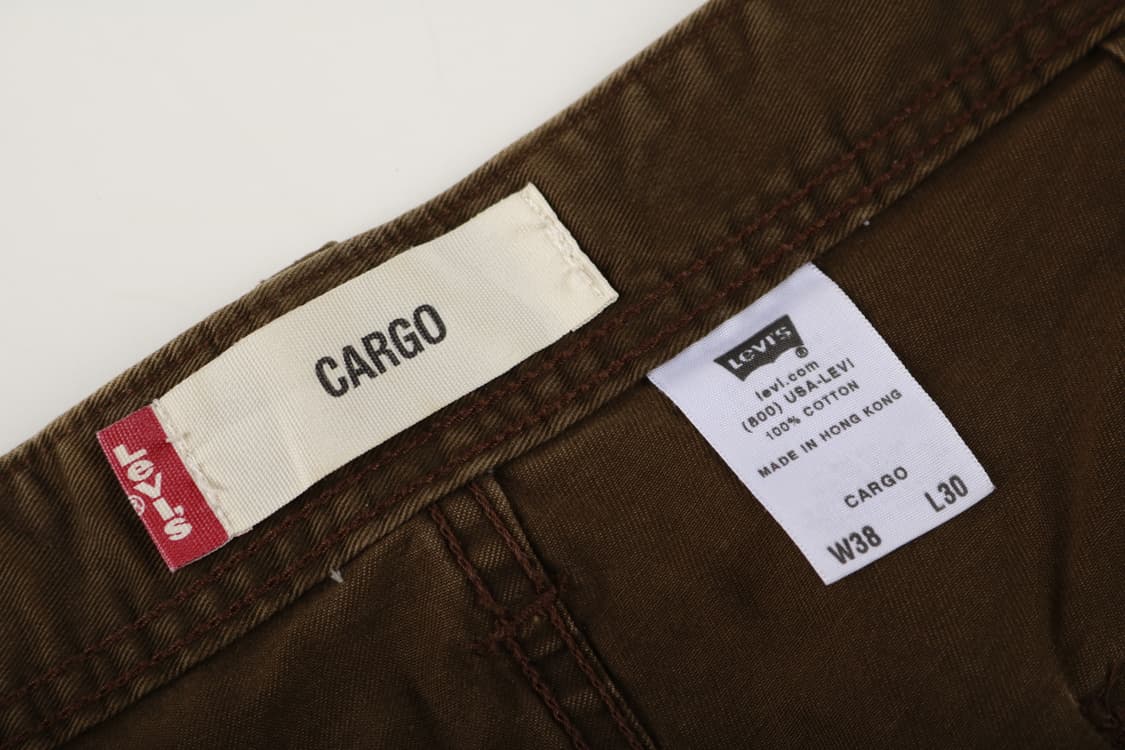 CARGO
Levi's
®
LEVI'S
®
levi.com
(800) USA-LEVI
100% COTTON
MADE IN HONG KONG
CARGO
W38 L30